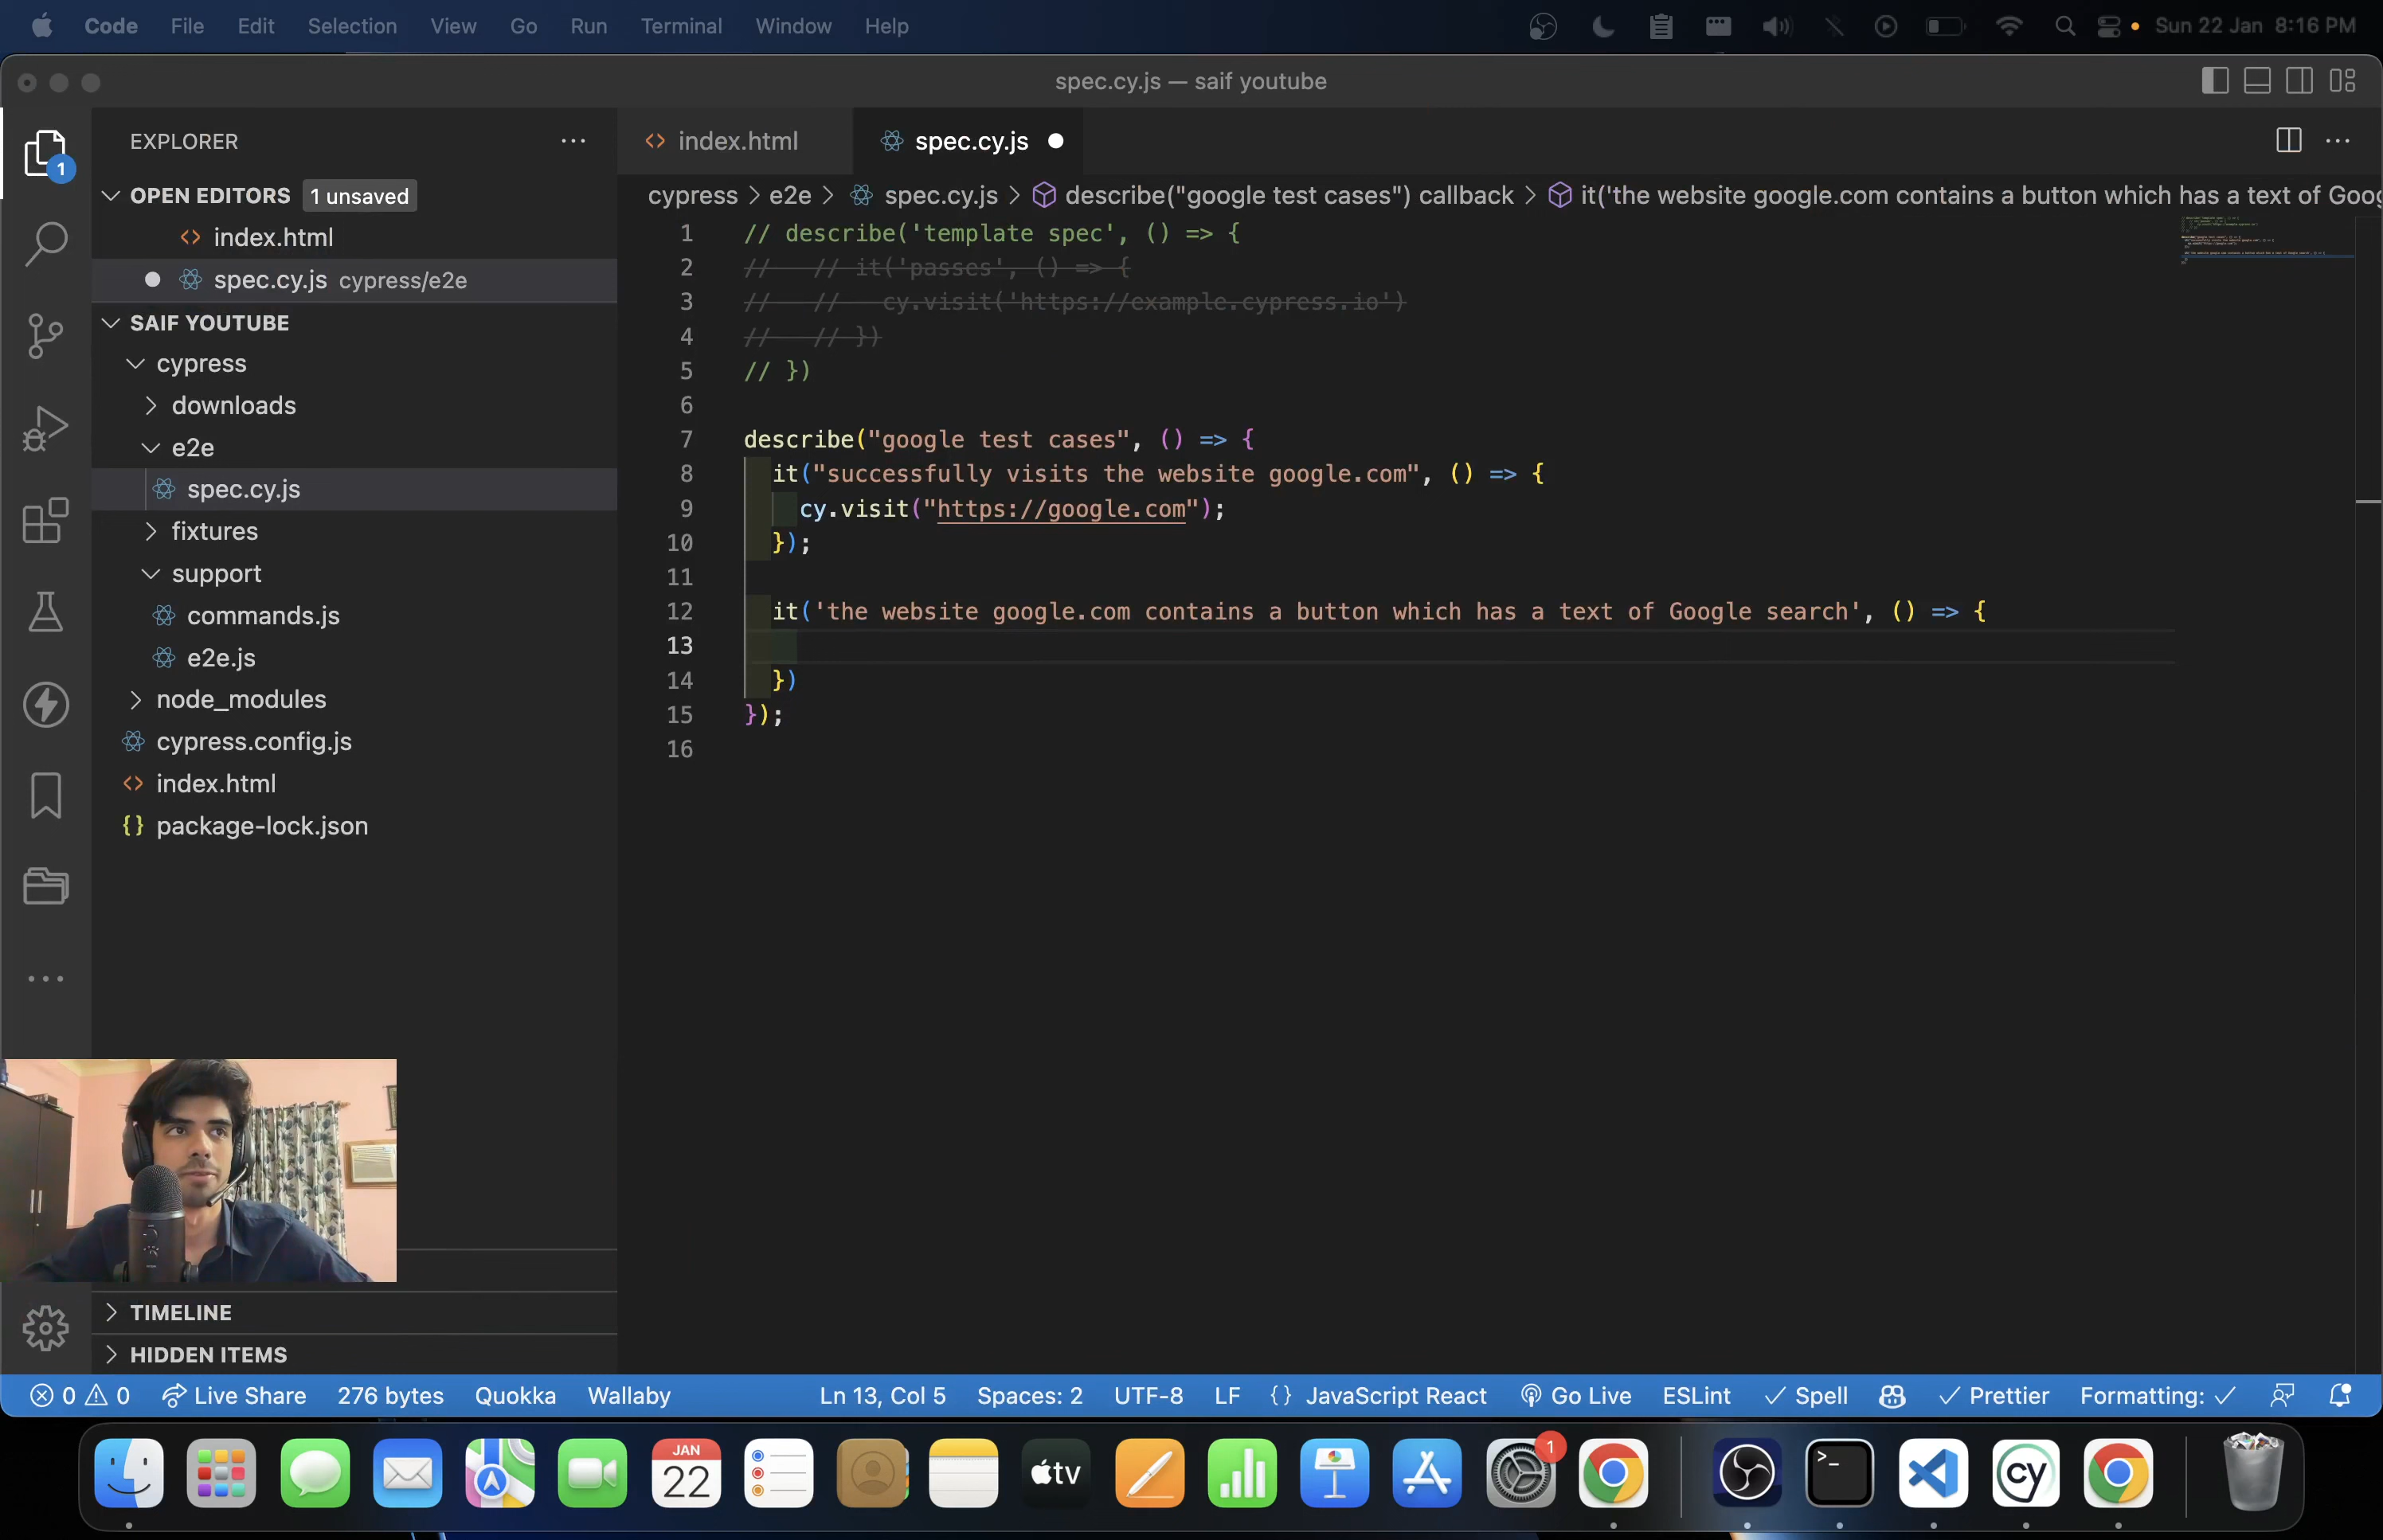 Code File Edit Selection View Go Run Terminal Window Help Sun 22 Jan 8:16 PM
spec.cy.js — saif youtube
EXPLORER
index.html
spec.cy.js
1
OPEN EDITORS 1 unsaved
index.html
spec.cy.js cypress/e2e
SAIF YOUTUBE
cypress
downloads
e2e
spec.cy.js
fixtures
support
commands.js
e2e.js
node_modules
cypress.config.js
index.html
{} package-lock.json
cypress > e2e > spec.cy.js > describe("google test cases") callback > it('the website google.com contains a button which has a text of Goog
1 // describe('template spec', () => {
2 //   // it('passes', () => {
3 //   //   cy.visit('https://example.cypress.io')
4 //   // })
5 // })
6
7 describe("google test cases", () => {
8   it("successfully visits the website google.com", () => {
9     cy.visit("https://google.com");
10   });
11
12   it('the website google.com contains a button which has a text of Google search', () => {
13
14   })
15 });
16
TIMELINE
HIDDEN ITEMS
0 0 Live Share 276 bytes Quokka Wallaby Ln 13, Col 5 Spaces: 2 UTF-8 LF {} JavaScript React Go Live ESLint Spell Prettier Formatting:
JAN
22
tv
1
>_
cy